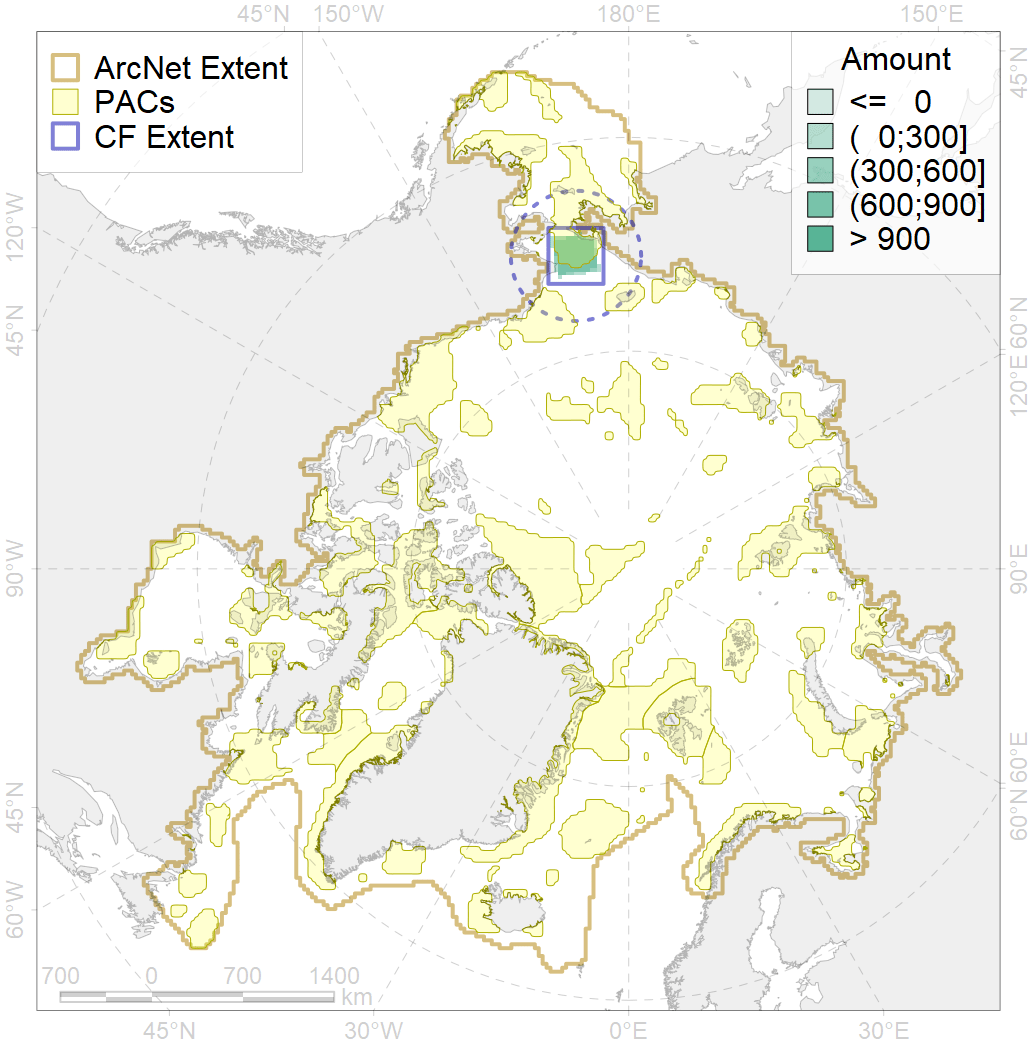 45°N 150°W 180°E 150°E
ArcNet Extent
PACs
CF Extent
Amount
<= 0
( 0;300]
(300;600]
(600;900]
> 900
45°N
120°W
60°N
45°N
120°E
90°W
90°E
60°E
45°N
60°N
60°W
700 0 700 1400
km
45°N 30°W 0°E 30°E